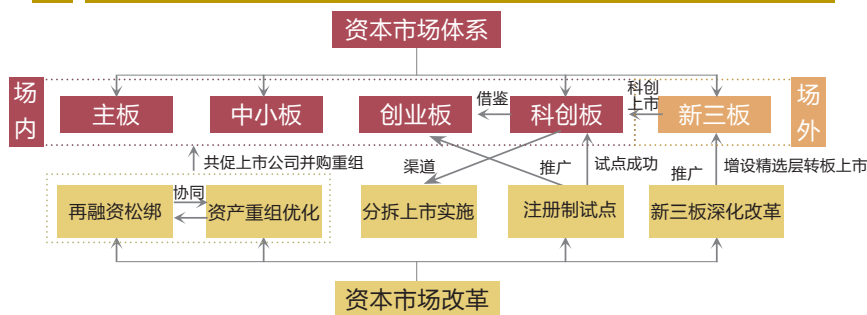 资本市场体系
场内
主板
中小板
创业板
借鉴
科创板
科创上市
新三板
场外
共促上市公司并购重组
渠道
推广
试点成功
推广
增设精选层转板上市
再融资松绑
协同
资产重组优化
分拆上市实施
注册制试点
新三板深化改革
资本市场改革